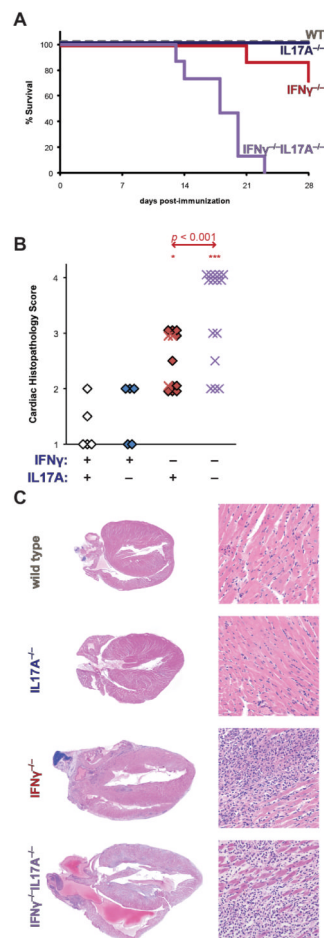 A
% Survival
100
80
60
40
20
0
WT
IL17A–/–
IFNγ–/–
IFNγ–/–IL17A–/–
0 7 14 21 28
days post-immunization
B
p < 0.001
* ***
Cardiac Histopathology Score
4
3
2
1
IFNγ: + + – –
IL17A: + – + –
C
wild type
IL17A–/–
IFNγ–/–
IFNγ–/–IL17A–/–